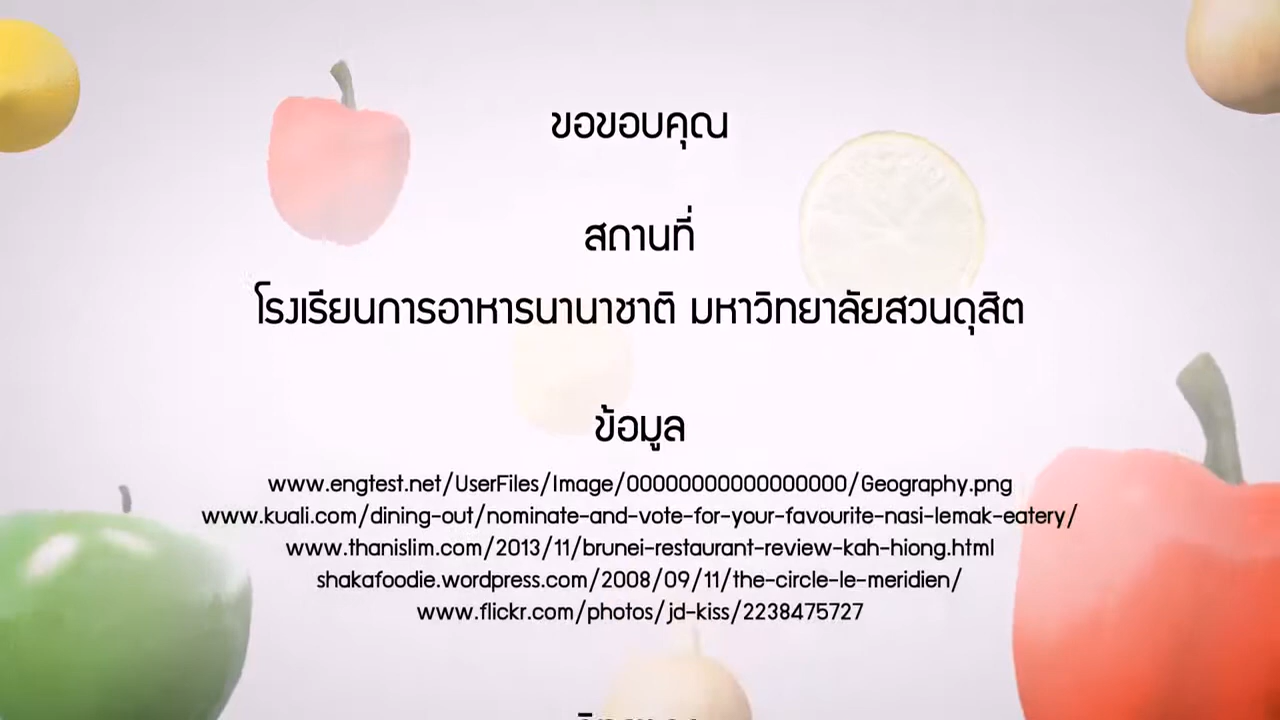 ขอขอบคุณ
สถานที่
โรงเรียนการอาหารนานาชาติ มหาวิทยาลัยสวนดุสิต
ข้อมูล
www.engtest.net/UserFiles/Image/00000000000000000/Geography.png
www.kuali.com/dining-out/nominate-and-vote-for-your-favourite-nasi-lemak-eatery/
www.thanislim.com/2013/11/brunei-restaurant-review-kah-hiong.html
shakafoodie.wordpress.com/2008/09/11/the-circle-le-meridien/
www.flickr.com/photos/jd-kiss/2238475727